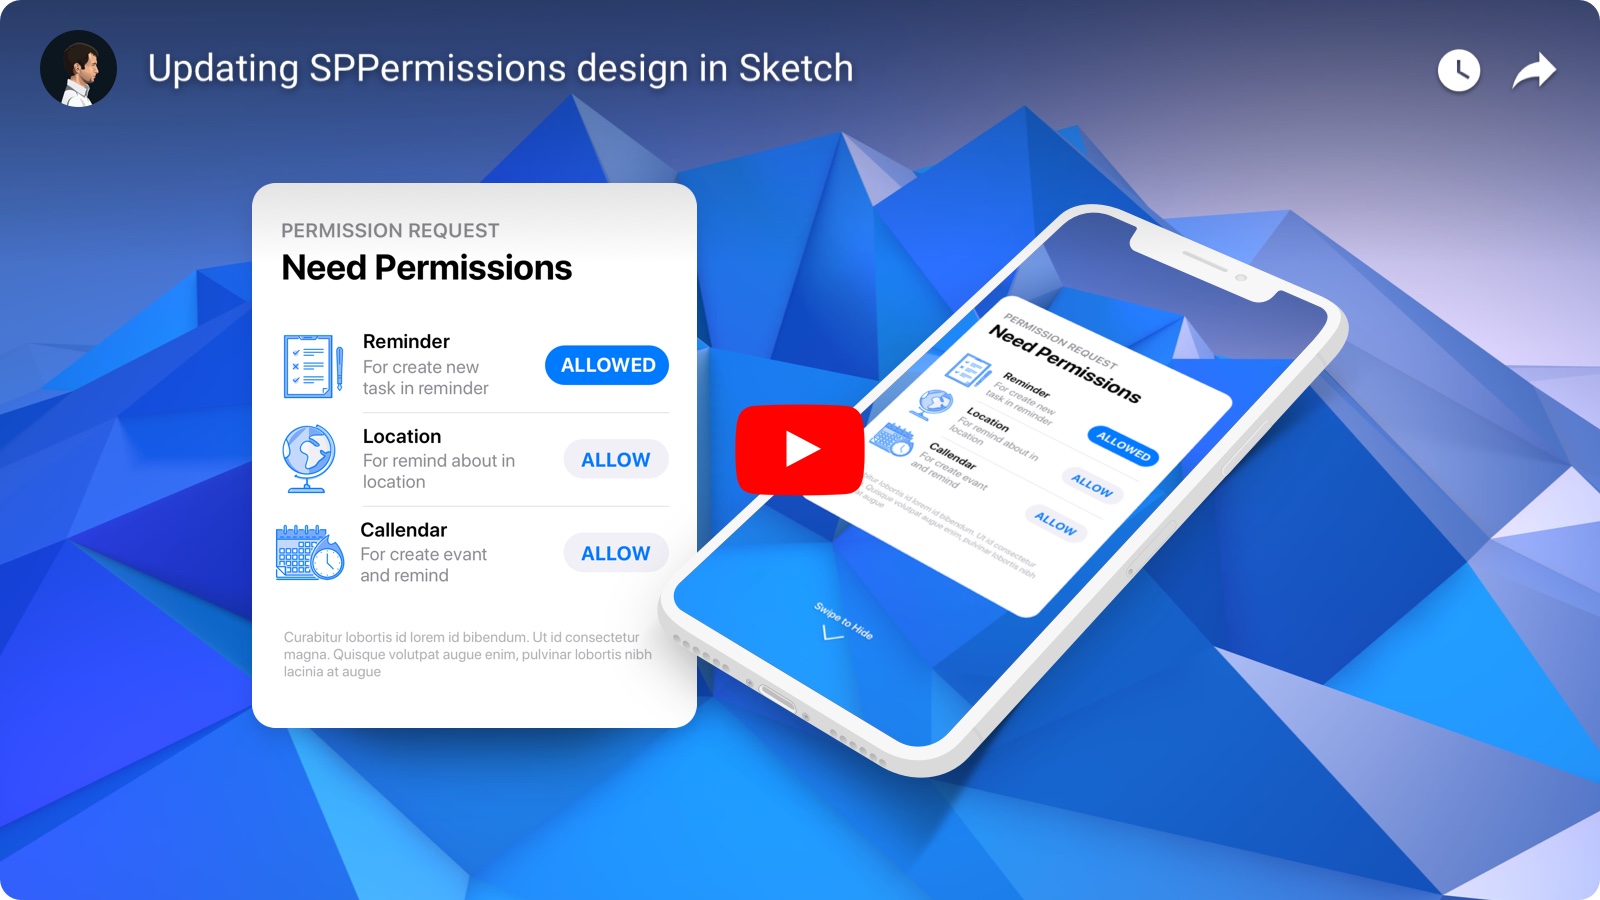 Updating SPPermissions design in Sketch
PERMISSION REQUEST
Need Permissions
Reminder
For create new
task in reminder
ALLOWED
Location
For remind about in
location
ALLOW
Callendar
For create evant
and remind
ALLOW
Curabitur lobortis id lorem id bibendum. Ut id consectetur
magna. Quisque volutpat augue enim, pulvinar lobortis nibh
lacinia at augue
PERMISSION REQUEST
Need Permissions
Reminder
For create new
task in reminder
ALLOWED
Location
For remind about in
location
ALLOW
Callendar
For create evant
and remind
ALLOW
lobortis id lorem id bibendum. Ut id consectetur
Quisque volutpat augue enim, pulvinar lobortis nibh
at augue
Swipe to Hide